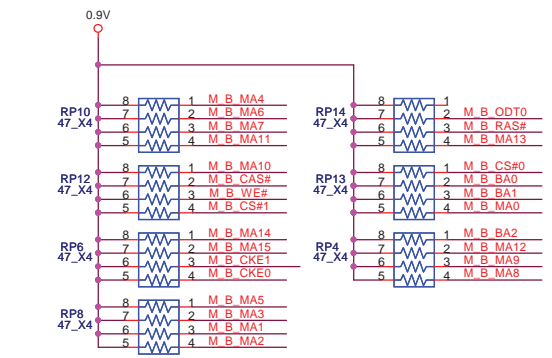 0.9V
RP10
47_X4
8 1 M_B_MA4
7 2 M_B_MA6
6 3 M_B_MA7
5 4 M_B_MA11
RP12
47_X4
8 1 M_B_MA10
7 2 M_B_CAS#
6 3 M_B_WE#
5 4 M_B_CS#1
RP6
47_X4
8 1 M_B_MA14
7 2 M_B_MA15
6 3 M_B_CKE1
5 4 M_B_CKE0
RP8
47_X4
8 1 M_B_MA5
7 2 M_B_MA3
6 3 M_B_MA1
5 4 M_B_MA2
RP14
47_X4
8 1
7 2 M_B_ODT0
6 3 M_B_RAS#
5 4 M_B_MA13
RP13
47_X4
8 1 M_B_CS#0
7 2 M_B_BA0
6 3 M_B_BA1
5 4 M_B_MA0
RP4
47_X4
8 1 M_B_BA2
7 2 M_B_MA12
6 3 M_B_MA9
5 4 M_B_MA8